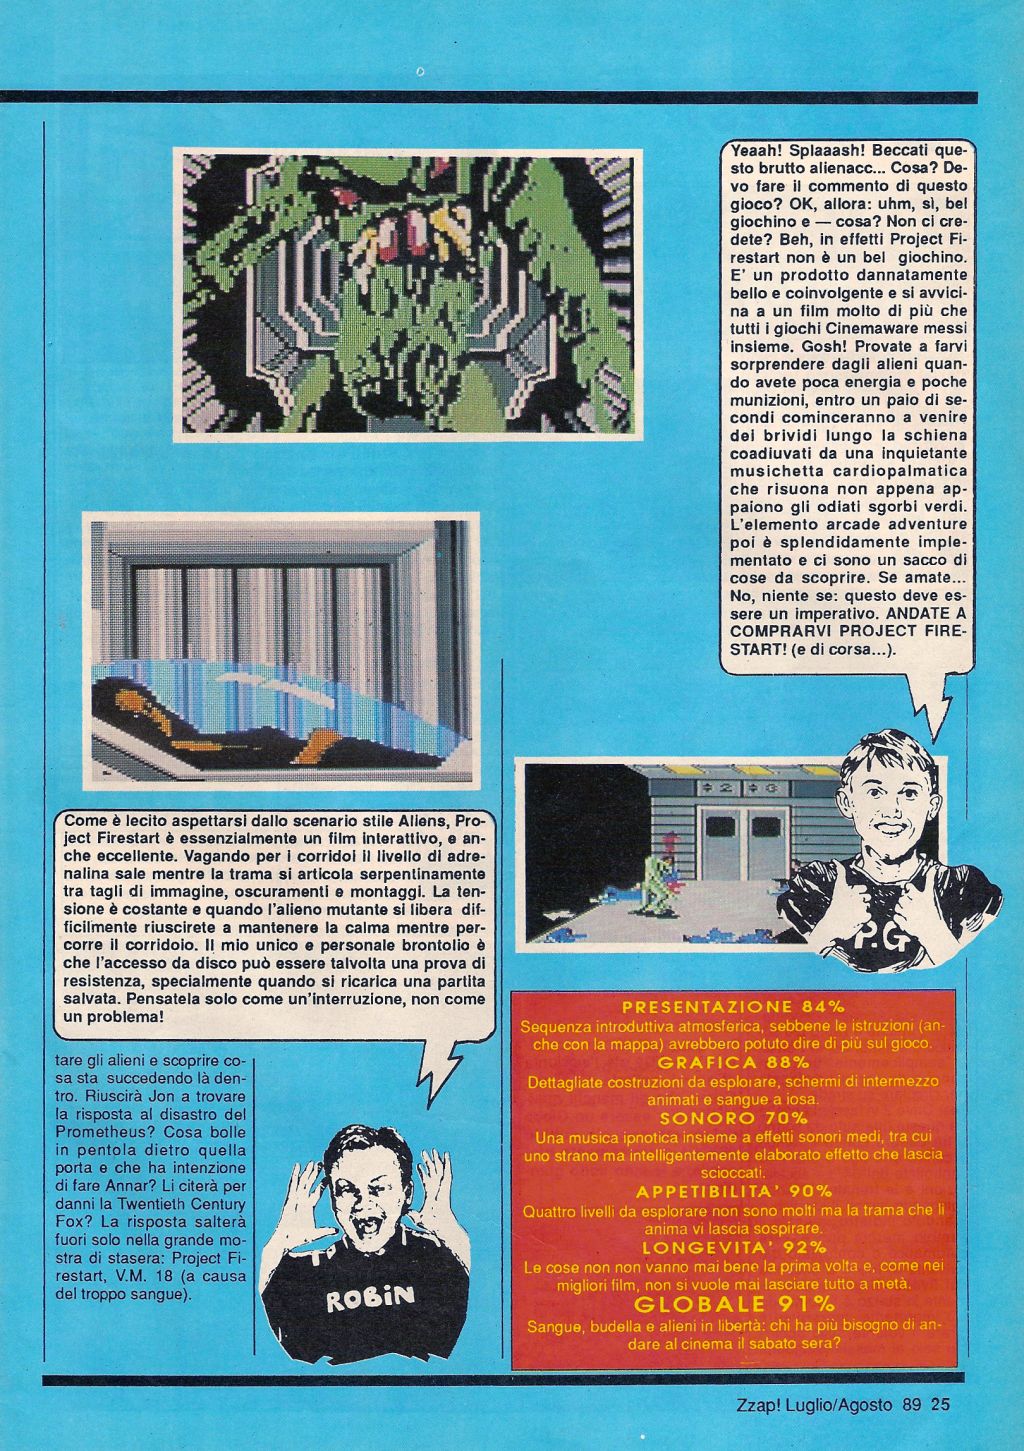 Yeaah! Splaaash! Beccati que-
sto brutto alienacc... Cosa? De-
vo fare il commento di questo
gioco? OK, allora: uhm, sì, bel
giochino e — cosa? Non ci cre-
dete? Beh, in effetti Project Fi-
restart non è un bel giochino.
E' un prodotto dannatamente
bello e coinvolgente e si avvici-
na a un film molto di più che
tutti i giochi Cinemaware messi
insieme. Gosh! Provate a farvi
sorprendere dagli alieni quan-
do avete poca energia e poche
munizioni, entro un paio di se-
condi cominceranno a venire
dei brividi lungo la schiena
coadiuvati da una inquietante
musichetta cardiopalmatica
che risuona non appena ap-
paiono gli odiati sgorbi verdi.
L'elemento arcade adventure
poi è splendidamente imple-
mentato e ci sono un sacco di
cose da scoprire. Se amate...
No, niente se: questo deve es-
sere un imperativo. ANDATE A
COMPRARVI PROJECT FIRE-
START! (e di corsa...).
P.G
Come è lecito aspettarsi dallo scenario stile Aliens, Pro-
ject Firestart è essenzialmente un film interattivo, e an-
che eccellente. Vagando per i corridoi il livello di adre-
nalina sale mentre la trama si articola serpentinamente
tra tagli di immagine, oscuramenti e montaggi. La ten-
sione è costante e quando l'alieno mutante si libera dif-
ficilmente riuscirete a mantenere la calma mentre per-
corre il corridoio. Il mio unico e personale brontolio è
che l'accesso da disco può essere talvolta una prova di
resistenza, specialmente quando si ricarica una partita
salvata. Pensatela solo come un'interruzione, non come
un problema!
ROBiN
tare gli alieni e scoprire co-
sa sta succedendo là den-
tro. Riuscirà Jon a trovare
la risposta al disastro del
Prometheus? Cosa bolle
in pentola dietro quella
porta e che ha intenzione
di fare Annar? Li citerà per
danni la Twentieth Century
Fox? La risposta salterà
fuori solo nella grande mo-
stra di stasera: Project Fi-
restart, V.M. 18 (a causa
del troppo sangue).
PRESENTAZIONE 84%
Sequenza introduttiva atmosferica, sebbene le istruzioni (an-
che con la mappa) avrebbero potuto dire di più sul gioco.
GRAFICA 88%
Dettagliate costruzioni da esplorare, schermi di intermezzo
animati e sangue a iosa.
SONORO 70%
Una musica ipnotica insieme a effetti sonori medi, tra cui
uno strano ma intelligentemente elaborato effetto che lascia
scioccati.
APPETIBILITA' 90%
Quattro livelli da esplorare non sono molti ma la trama che li
anima vi lascia sospirare.
LONGEVITA' 92%
Le cose non non vanno mai bene la prima volta e, come nei
migliori film, non si vuole mai lasciare tutto a metà.
GLOBALE 91%
Sangue, budella e alieni in libertà: chi ha più bisogno di an-
dare al cinema il sabato sera?
Zzap! Luglio/Agosto 89 25